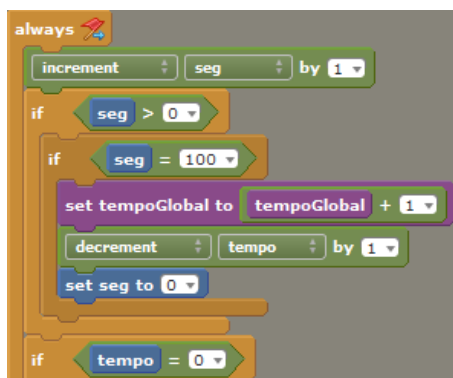 always
increment seg by 1
if seg > 0
if seg = 100
set tempoGlobal to tempoGlobal + 1
decrement tempo by 1
set seg to 0
if tempo = 0